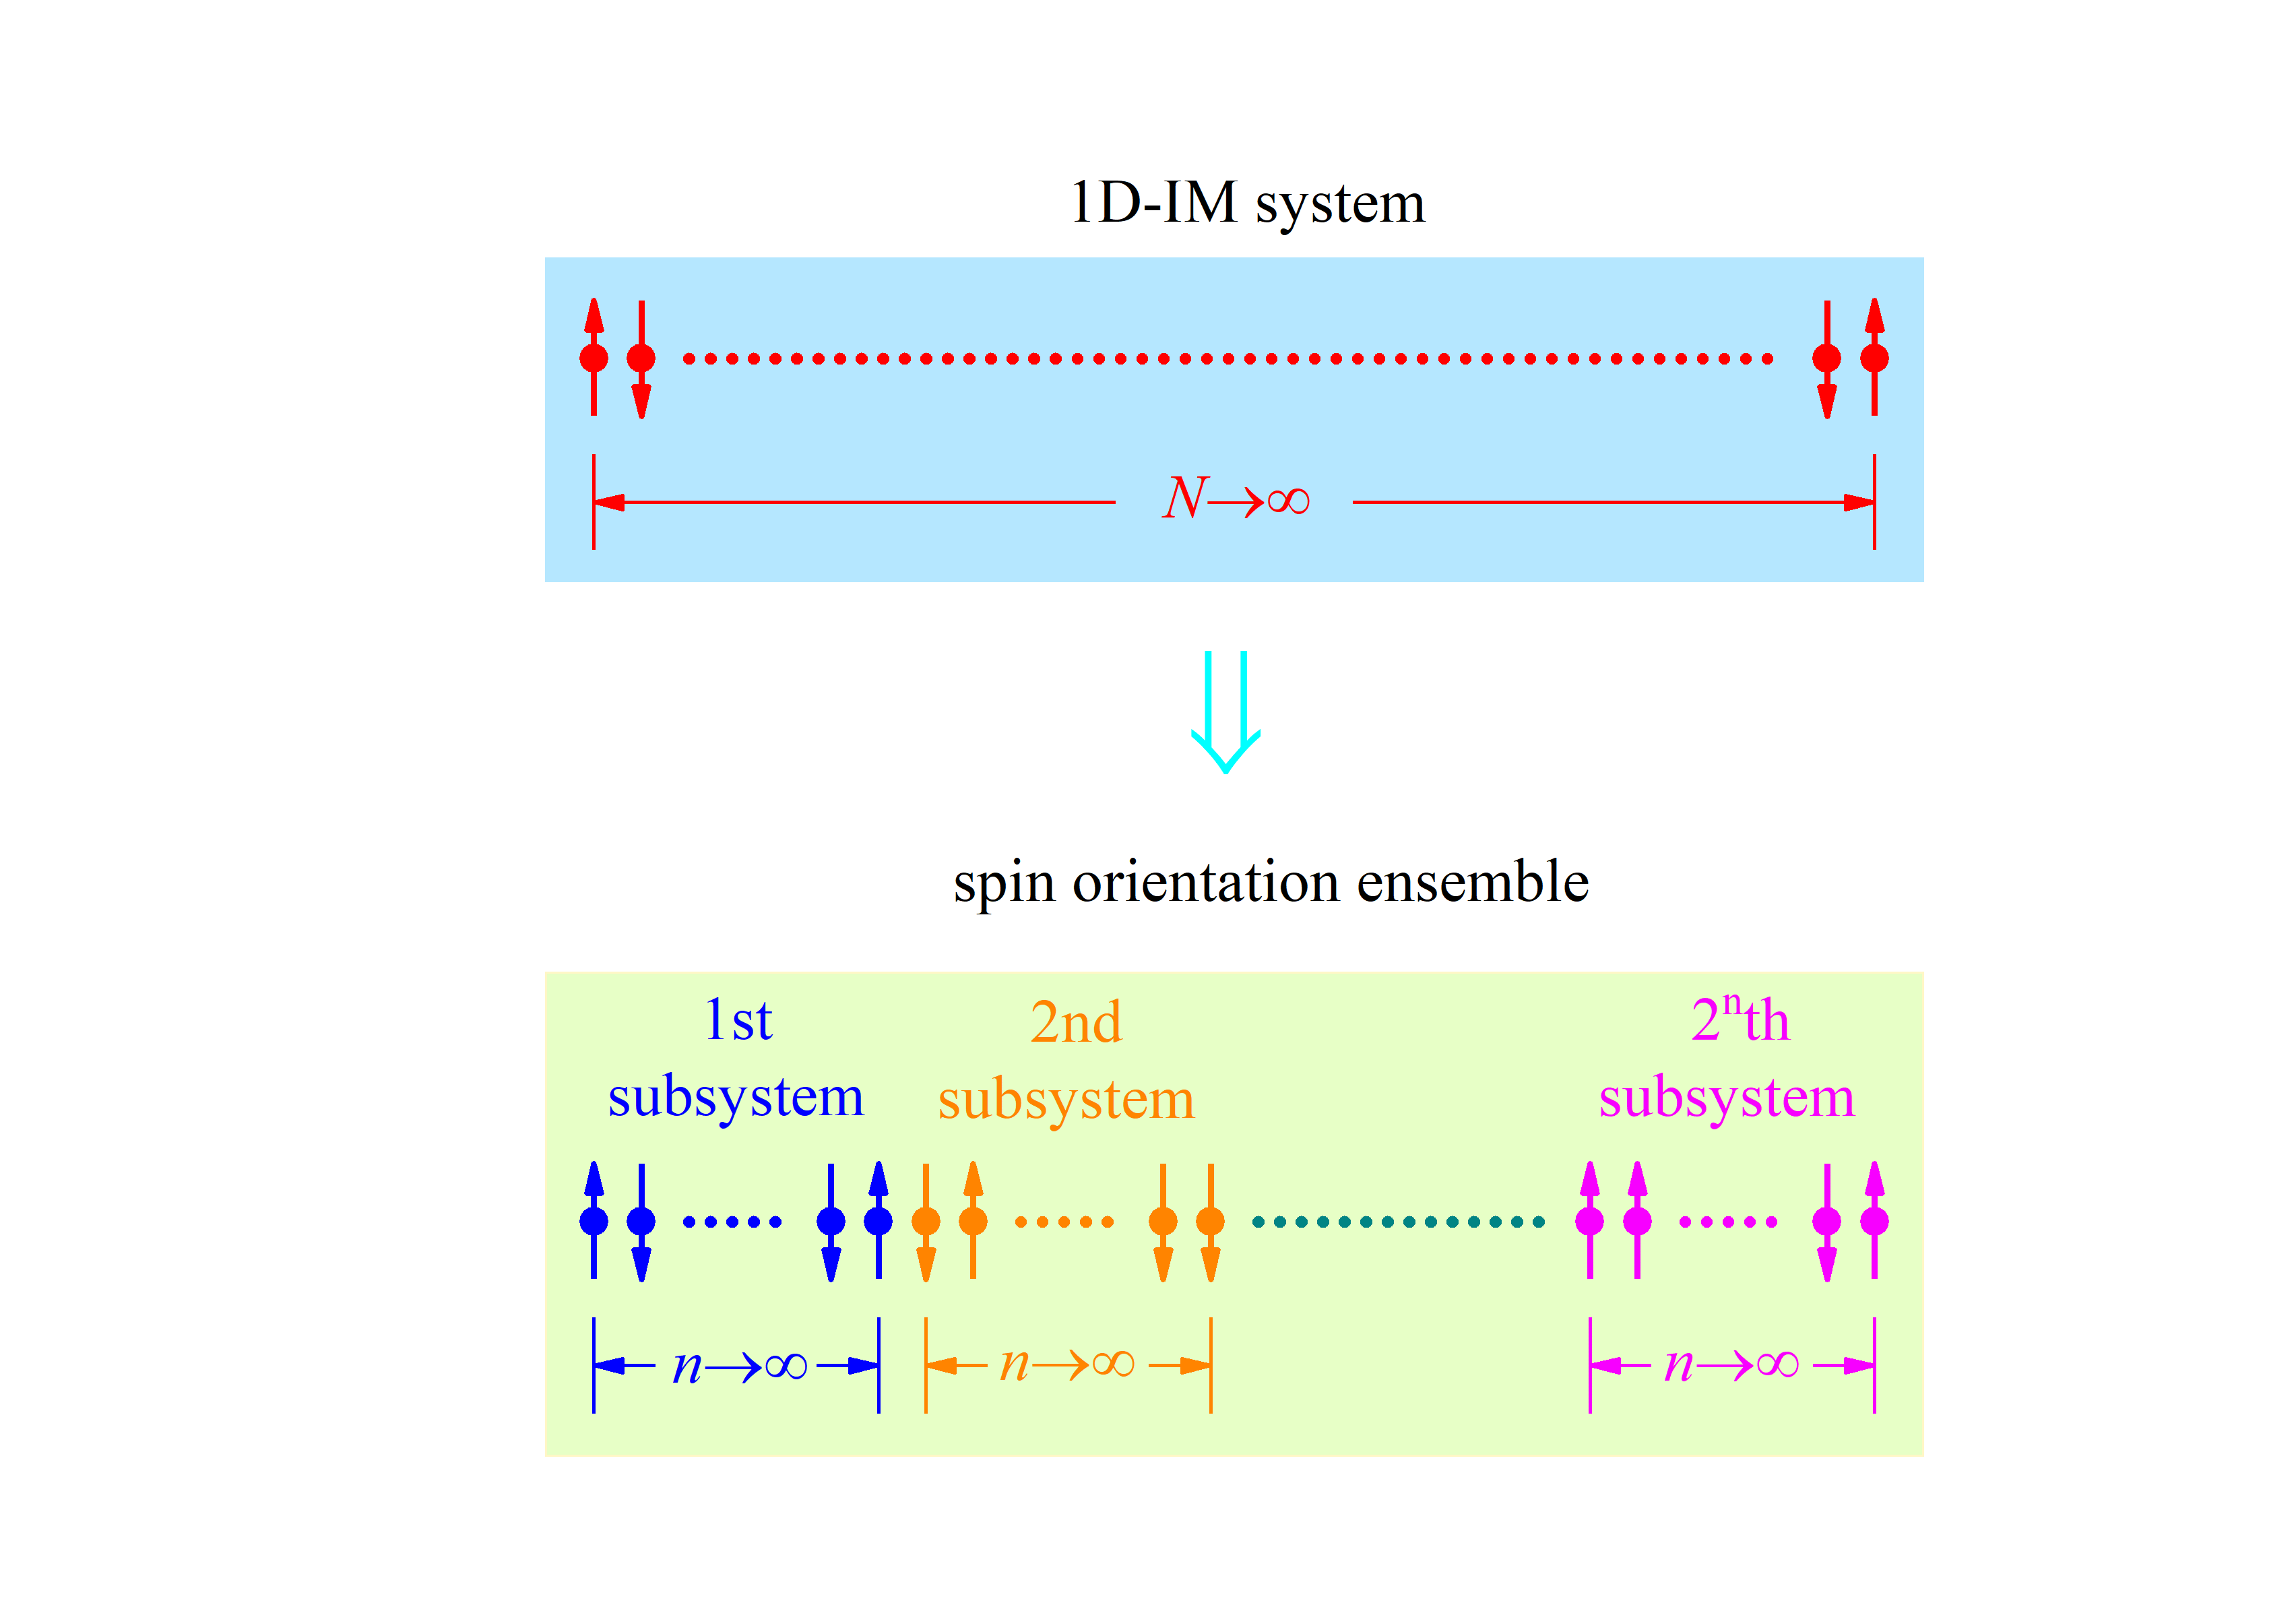 1D-IM system
N→∞
spin orientation ensemble
1st subsystem
2nd subsystem
2ⁿth subsystem
n→∞
n→∞
n→∞